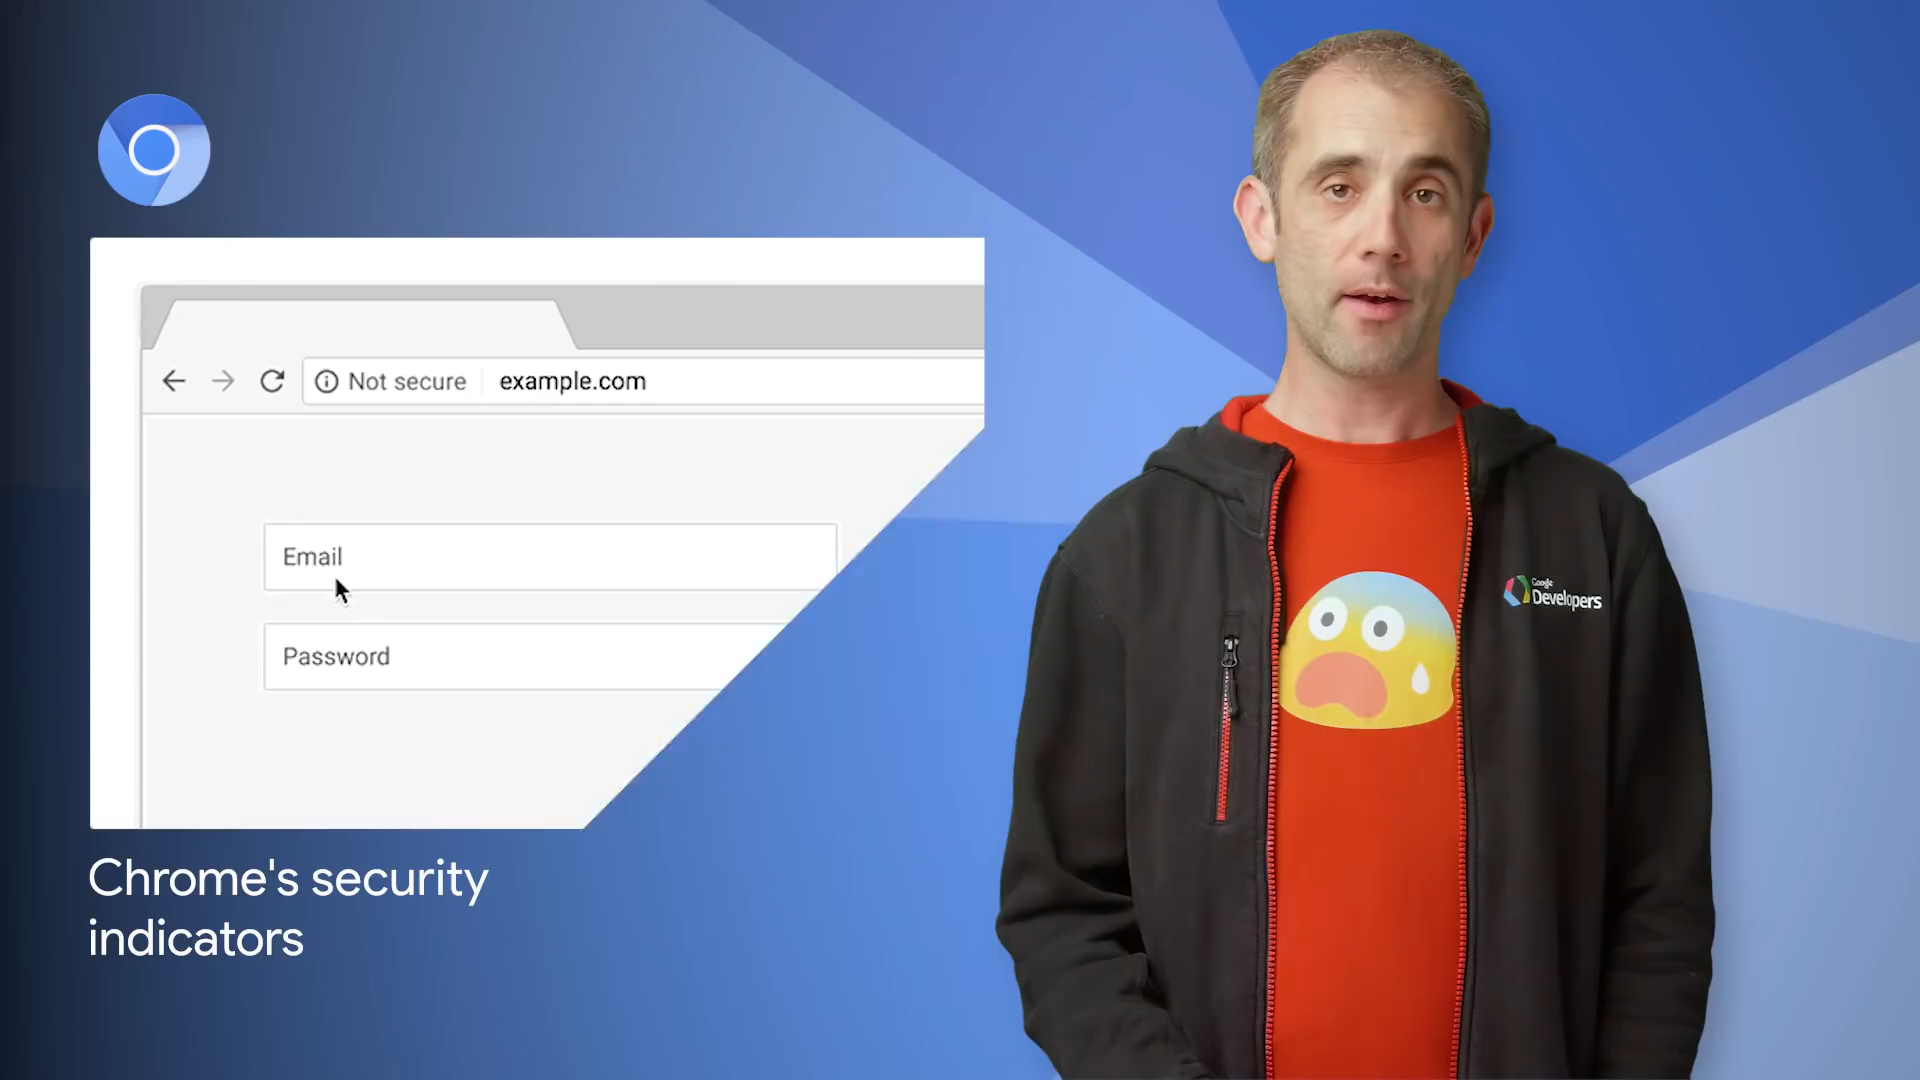 Not secure example.com
Email
Password
Chrome's security
indicators
Google
Developers